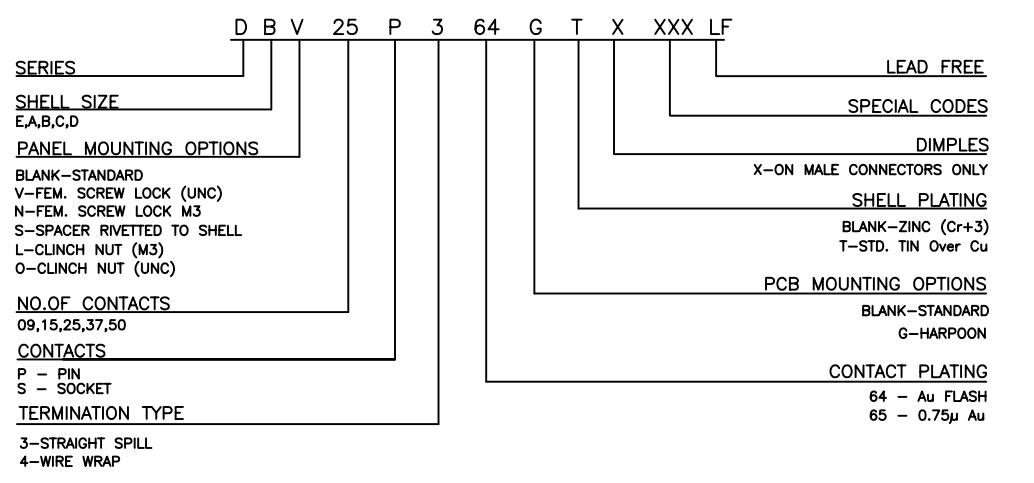 D B V 25 P 3 64 G T X XXX LF
SERIES
SHELL SIZE
E,A,B,C,D
PANEL MOUNTING OPTIONS
BLANK-STANDARD
V-FEM. SCREW LOCK (UNC)
N-FEM. SCREW LOCK M3
S-SPACER RIVETTED TO SHELL
L-CLINCH NUT (M3)
O-CLINCH NUT (UNC)
NO.OF CONTACTS
09,15,25,37,50
CONTACTS
P - PIN
S - SOCKET
TERMINATION TYPE
3-STRAIGHT SPILL
4-WIRE WRAP
LEAD FREE
SPECIAL CODES
DIMPLES
X-ON MALE CONNECTORS ONLY
SHELL PLATING
BLANK-ZINC (Cr+3)
T-STD. TIN Over Cu
PCB MOUNTING OPTIONS
BLANK-STANDARD
G-HARPOON
CONTACT PLATING
64 - Au FLASH
65 - 0.75µ Au